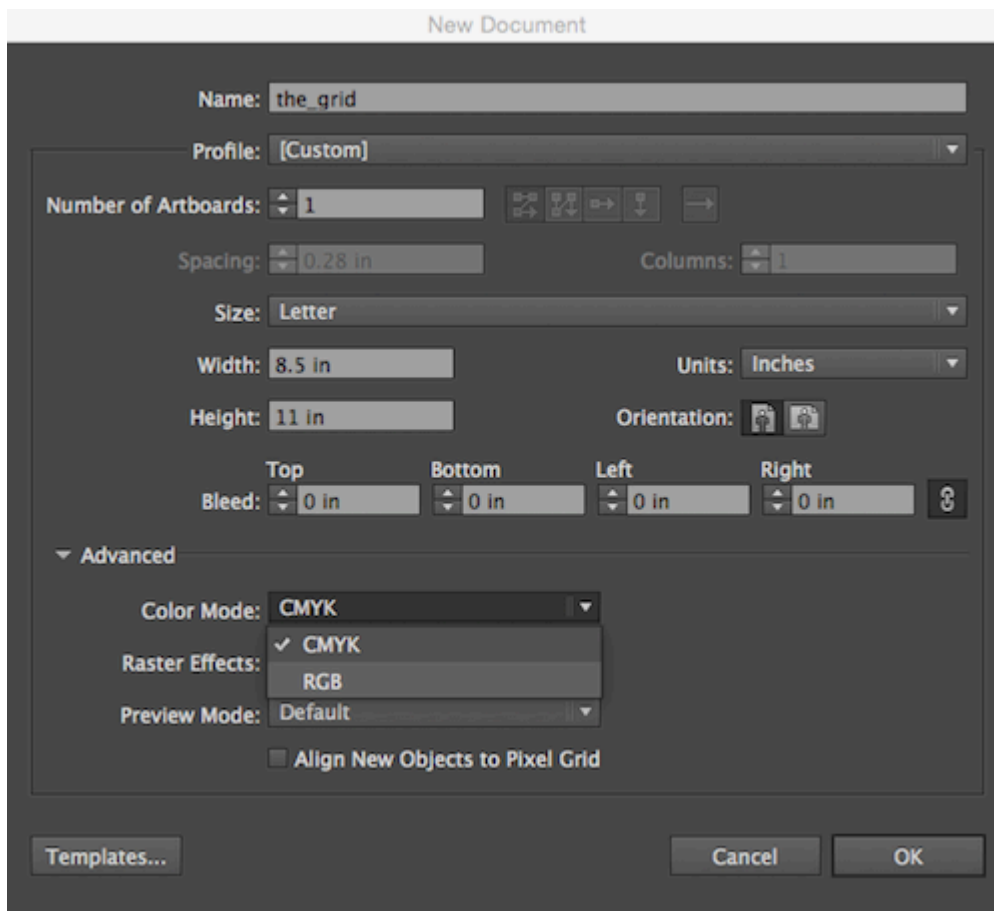 New Document
Name: the_grid
Profile: [Custom]
Number of Artboards: 1
Spacing: 0.28 in Columns: 1
Size: Letter
Width: 8.5 in Units: Inches
Height: 11 in Orientation:
Top Bottom Left Right
Bleed: 0 in 0 in 0 in 0 in
Advanced
Color Mode: CMYK
CMYK
Raster Effects:
RGB
Preview Mode: Default
Align New Objects to Pixel Grid
Templates... Cancel OK